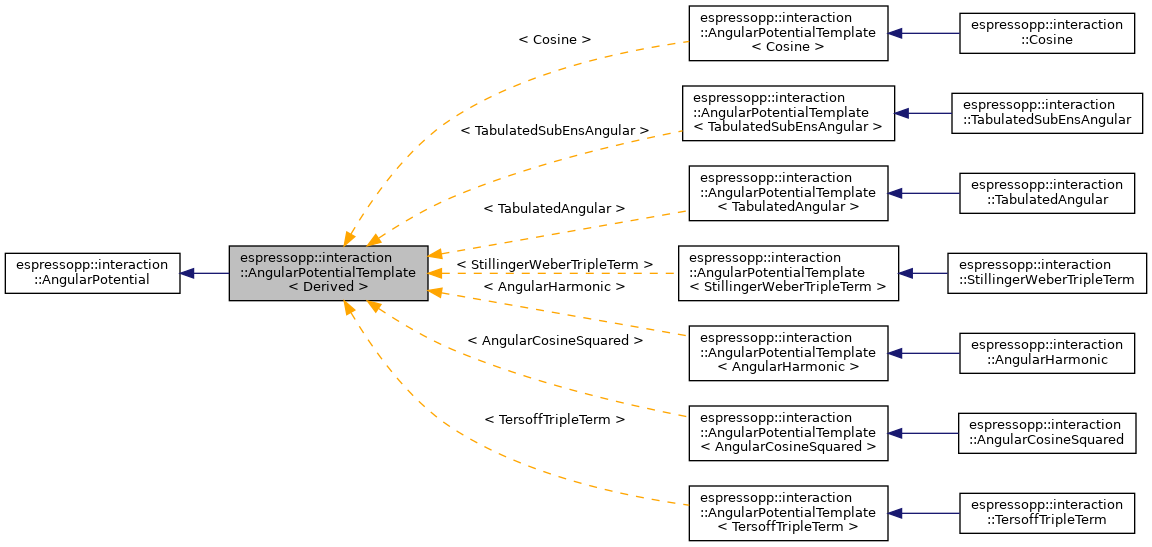 espressopp::interaction
::AngularPotential
espressopp::interaction
::AngularPotentialTemplate
< Derived >
< Cosine >
espressopp::interaction
::AngularPotentialTemplate
< Cosine >
espressopp::interaction
::Cosine
< TabulatedSubEnsAngular >
espressopp::interaction
::AngularPotentialTemplate
< TabulatedSubEnsAngular >
espressopp::interaction
::TabulatedSubEnsAngular
< TabulatedAngular >
espressopp::interaction
::AngularPotentialTemplate
< TabulatedAngular >
espressopp::interaction
::TabulatedAngular
< StillingerWeberTripleTerm >
espressopp::interaction
::AngularPotentialTemplate
< StillingerWeberTripleTerm >
espressopp::interaction
::StillingerWeberTripleTerm
< AngularHarmonic >
espressopp::interaction
::AngularPotentialTemplate
< AngularHarmonic >
espressopp::interaction
::AngularHarmonic
< AngularCosineSquared >
espressopp::interaction
::AngularPotentialTemplate
< AngularCosineSquared >
espressopp::interaction
::AngularCosineSquared
< TersoffTripleTerm >
espressopp::interaction
::AngularPotentialTemplate
< TersoffTripleTerm >
espressopp::interaction
::TersoffTripleTerm